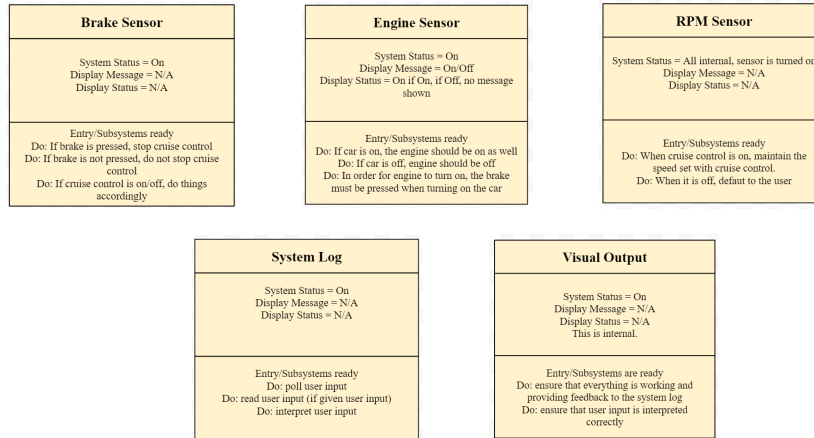 Brake Sensor
System Status = On
Display Message = N/A
Display Status = N/A
Entry/Subsystems ready
Do: If brake is pressed, stop cruise control
Do: If brake is not pressed, do not stop cruise
control
Do: If cruise control is on/off, do things
accordingly
Engine Sensor
System Status = On
Display Message = On/Off
Display Status = On if On, if Off, no message
shown
Entry/Subsystems ready
Do: If car is on, the engine should be on as well
Do: If car is off, engine should be off
Do: In order for engine to turn on, the brake
must be pressed when turning on the car
RPM Sensor
System Status = All internal, sensor is turned on
Display Message = N/A
Display Status = N/A
Entry/Subsystems ready
Do: When cruise control is on, maintain the
speed set with cruise control.
Do: When it is off, defaut to the user
System Log
System Status = On
Display Message = N/A
Display Status = N/A
Entry/Subsystems ready
Do: poll user input
Do: read user input (if given user input)
Do: interpret user input
Visual Output
System Status = On
Display Message = N/A
Display Status = N/A
This is internal.
Entry/Subsystems are ready
Do: ensure that everything is working and
providing feedback to the system log
Do: ensure that user input is interpreted
correctly